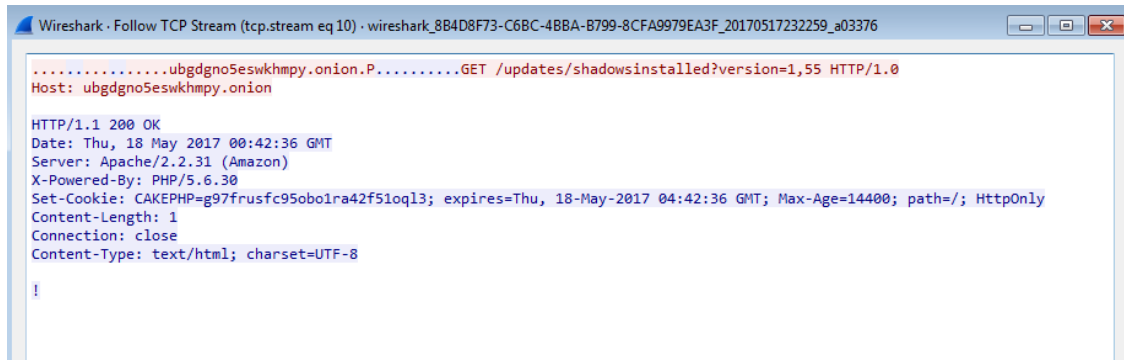 Wireshark · Follow TCP Stream (tcp.stream eq 10) · wireshark_8B4D8F73-C6BC-4BBA-B799-8CFA9979EA3F_20170517232259_a03376
................ubgdgno5eswkhmpy.onion.P..........GET /updates/shadowsinstalled?version=1,55 HTTP/1.0
Host: ubgdgno5eswkhmpy.onion
HTTP/1.1 200 OK
Date: Thu, 18 May 2017 00:42:36 GMT
Server: Apache/2.2.31 (Amazon)
X-Powered-By: PHP/5.6.30
Set-Cookie: CAKEPHP=g97frusfc95obo1ra42f51oql3; expires=Thu, 18-May-2017 04:42:36 GMT; Max-Age=14400; path=/; HttpOnly
Content-Length: 1
Connection: close
Content-Type: text/html; charset=UTF-8
!